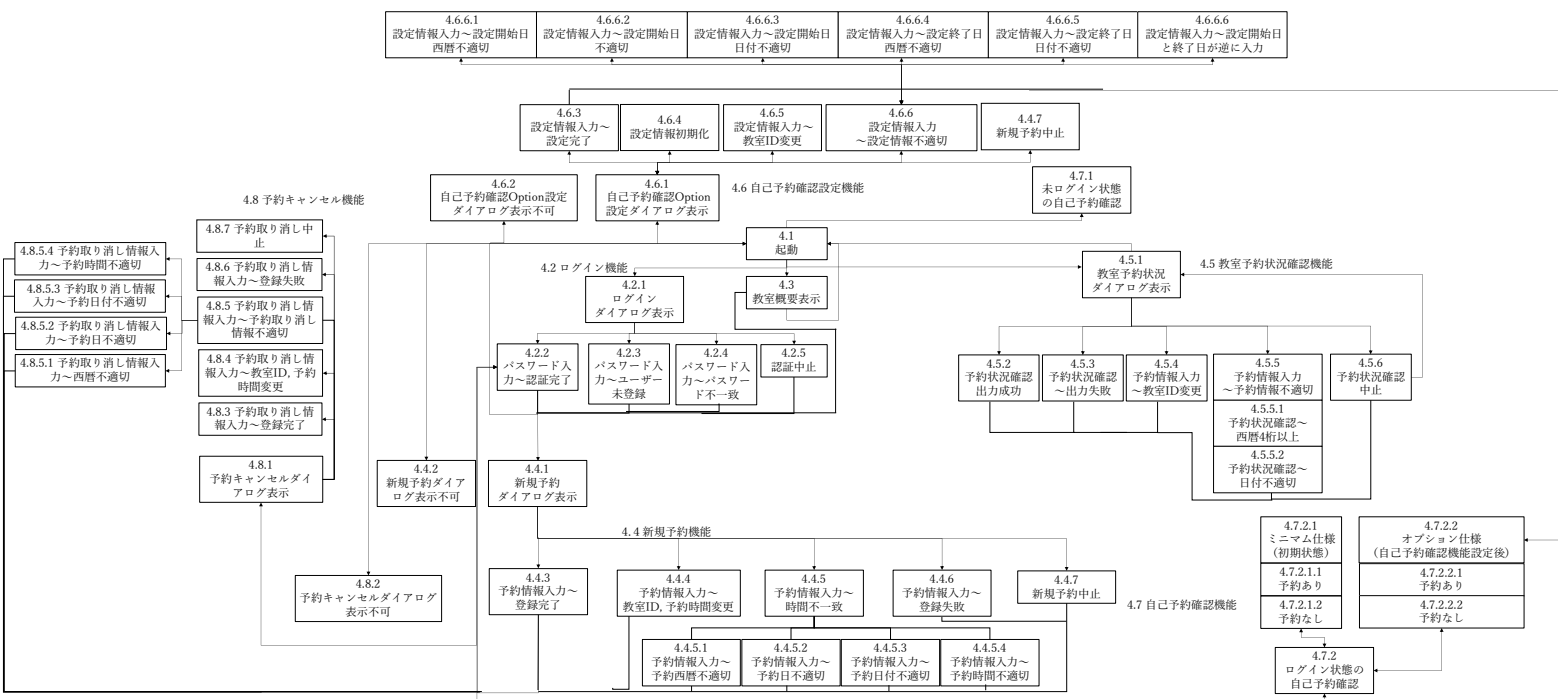 4.6.6.1
設定情報入力～設定開始日
西暦不適切
4.6.6.2
設定情報入力～設定開始日
不適切
4.6.6.3
設定情報入力～設定開始日
日付不適切
4.6.6.4
設定情報入力～設定終了日
西暦不適切
4.6.6.5
設定情報入力～設定終了日
日付不適切
4.6.6.6
設定情報入力～設定開始日
と終了日が逆に入力
4.6.3
設定情報入力～
設定完了
4.6.4
設定情報初期化
4.6.5
設定情報入力～
教室ID変更
4.6.6
設定情報入力
～設定情報不適切
4.4.7
新規予約中止
4.6.2
自己予約確認Option設定
ダイアログ表示不可
4.6.1
自己予約確認Option
設定ダイアログ表示
4.6 自己予約確認設定機能
4.7.1
未ログイン状態
の自己予約確認
4.8 予約キャンセル機能
4.8.7 予約取り消し中
止
4.8.6 予約取り消し情
報入力～登録失敗
4.8.5 予約取り消し情
報入力～予約取り消し
情報不適切
4.8.4 予約取り消し情
報入力～教室ID, 予約
時間変更
4.8.3 予約取り消し情
報入力～登録完了
4.8.5.4 予約取り消し情報入
力～予約時間不適切
4.8.5.3 予約取り消し情報
入力～予約日付不適切
4.8.5.2 予約取り消し情報入
力～予約日不適切
4.8.5.1 予約取り消し情報入
力～西暦不適切
4.8.1
予約キャンセルダイ
アログ表示
4.8.2
予約キャンセルダイアログ
表示不可
4.1
起動
4.2 ログイン機能
4.2.1
ログイン
ダイアログ表示
4.3
教室概要表示
4.2.2
パスワード入
力～認証完了
4.2.3
パスワード入
力～ユーザー
未登録
4.2.4
パスワード入
力～パスワー
ド不一致
4.2.5
認証中止
4.5.1
教室予約状況
ダイアログ表示
4.5 教室予約状況確認機能
4.5.2
予約状況確認
出力成功
4.5.3
予約状況確認
～出力失敗
4.5.4
予約情報入力
～教室ID変更
4.5.5
予約情報入力
～予約情報不適切
4.5.5.1
予約状況確認～
西暦4桁以上
4.5.5.2
予約状況確認～
日付不適切
4.5.6
予約状況確認
中止
4.4.2
新規予約ダイア
ログ表示不可
4.4.1
新規予約
ダイアログ表示
4.4 新規予約機能
4.4.3
予約情報入力～
登録完了
4.4.4
予約情報入力～
教室ID, 予約時間変更
4.4.5
予約情報入力～
時間不一致
4.4.6
予約情報入力～
登録失敗
4.4.7
新規予約中止
4.4.5.1
予約情報入力～
予約西暦不適切
4.4.5.2
予約情報入力～
予約日不適切
4.4.5.3
予約情報入力～
予約日付不適切
4.4.5.4
予約情報入力～
予約時間不適切
4.7 自己予約確認機能
4.7.2.1
ミニマム仕様
（初期状態）
4.7.2.1.1
予約あり
4.7.2.1.2
予約なし
4.7.2.2
オプション仕様
（自己予約確認機能設定後）
4.7.2.2.1
予約あり
4.7.2.2.2
予約なし
4.7.2
ログイン状態の
自己予約確認